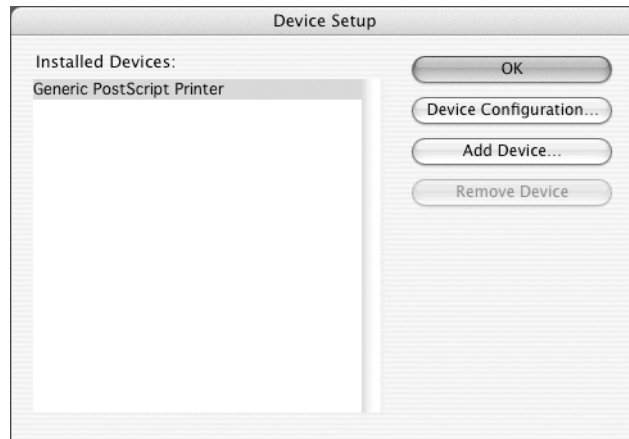 Device Setup
Installed Devices:
Generic PostScript Printer
OK
Device Configuration...
Add Device...
Remove Device